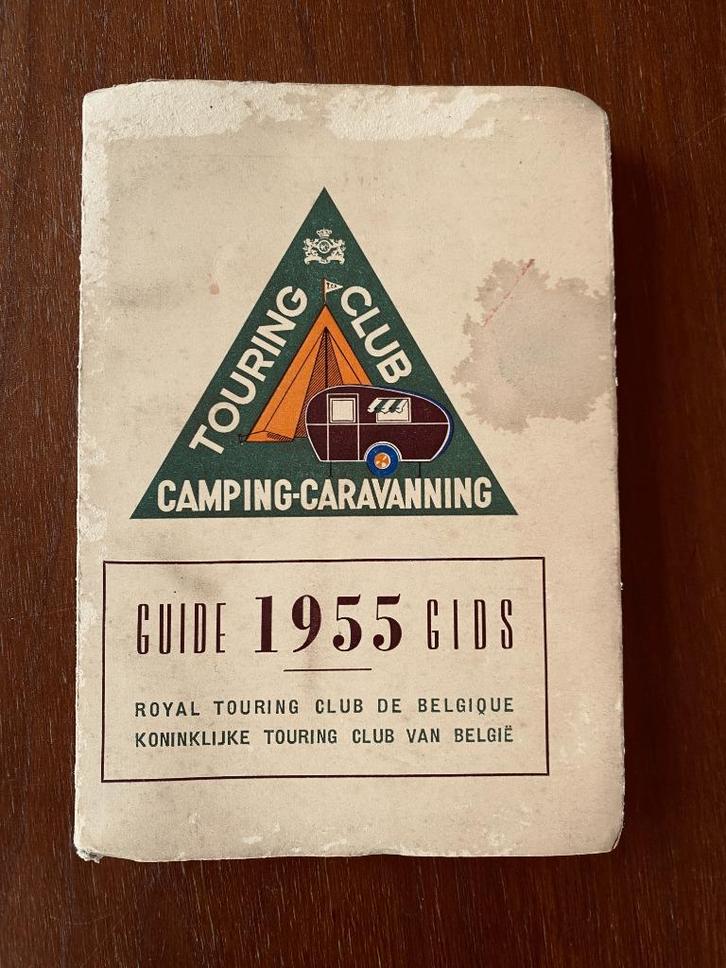 TOURING CLUB
CAMPING-CARAVANNING
GUIDE 1955 GIDS
ROYAL TOURING CLUB DE BELGIQUE
KONINKLIJKE TOURING CLUB VAN BELGIË